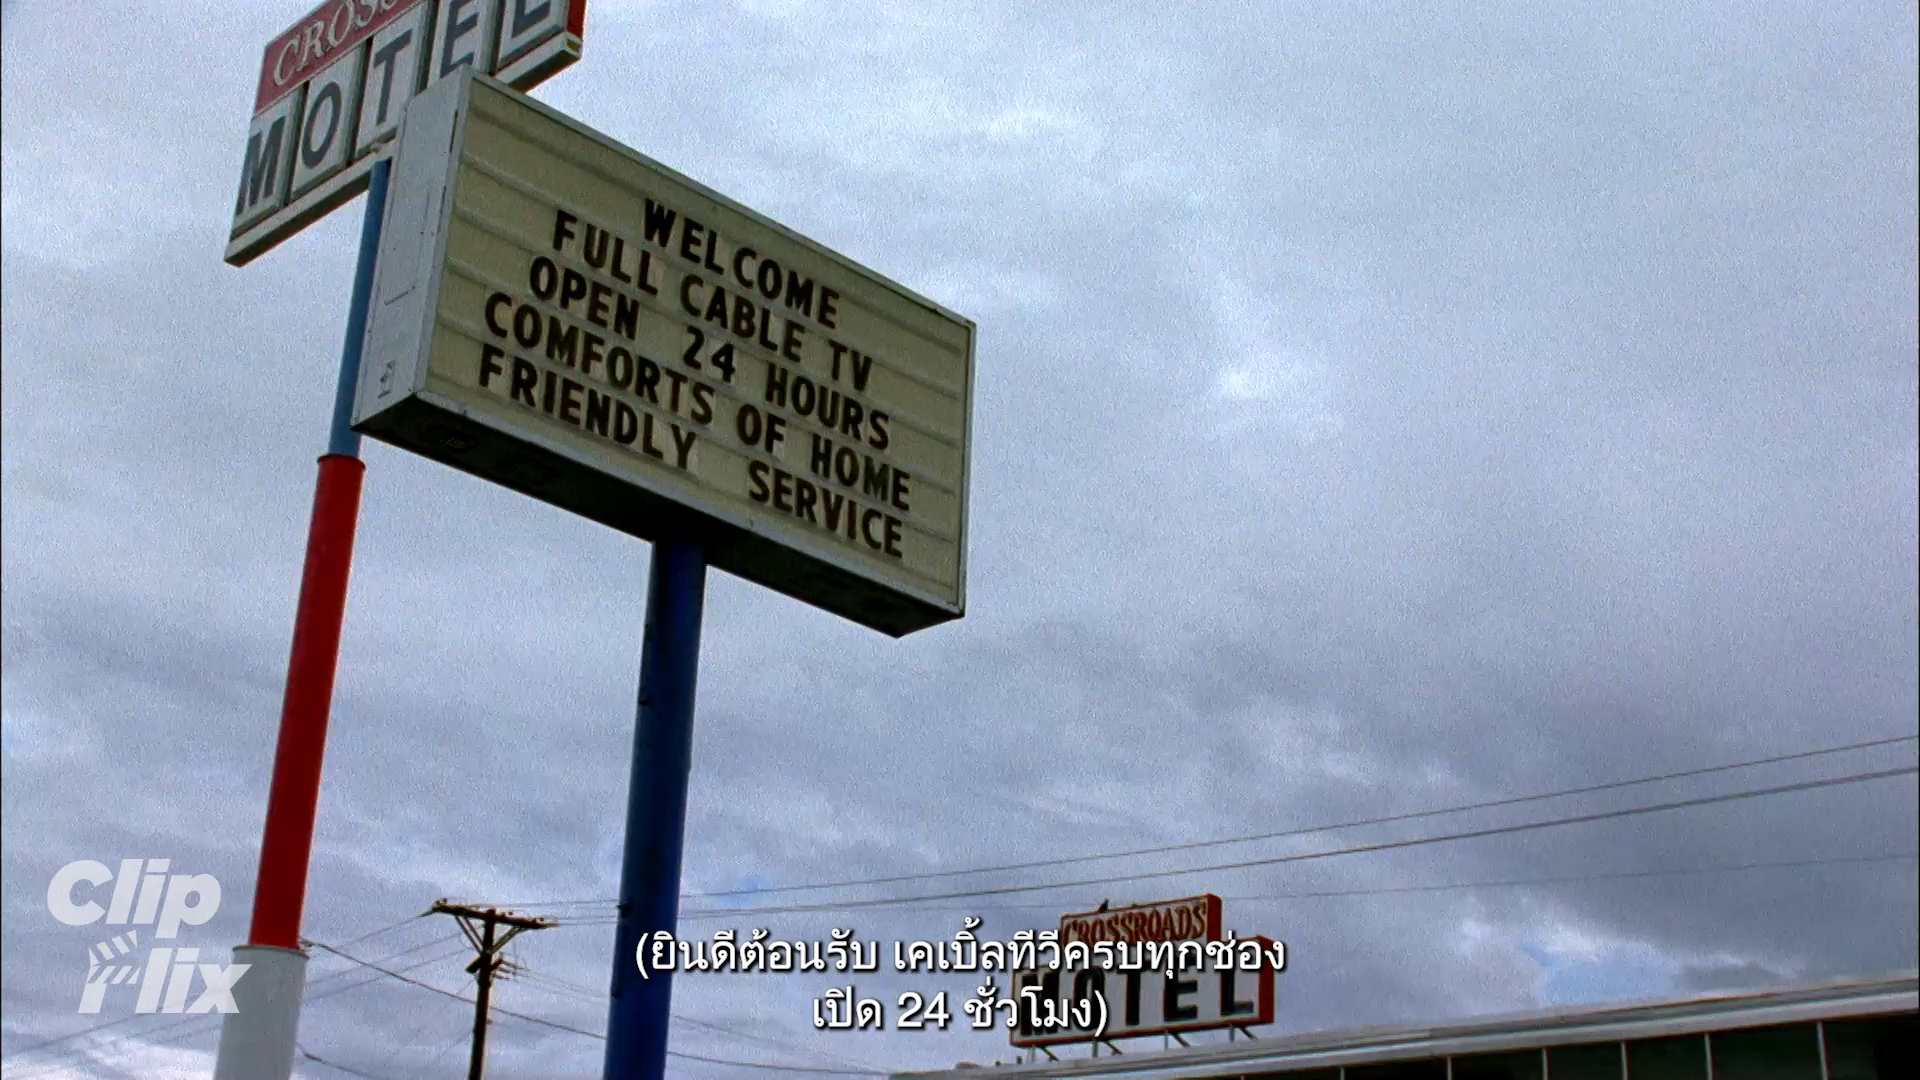 MOTEL
WELCOME
FULL CABLE TV
OPEN 24 HOURS
COMFORTS OF HOME
FRIENDLY SERVICE
CROSSROADS
MOTEL
Clip
Flix
(ยินดีต้อนรับ เคเบิ้ลทีวีครบทุกช่อง
เปิด 24 ชั่วโมง)